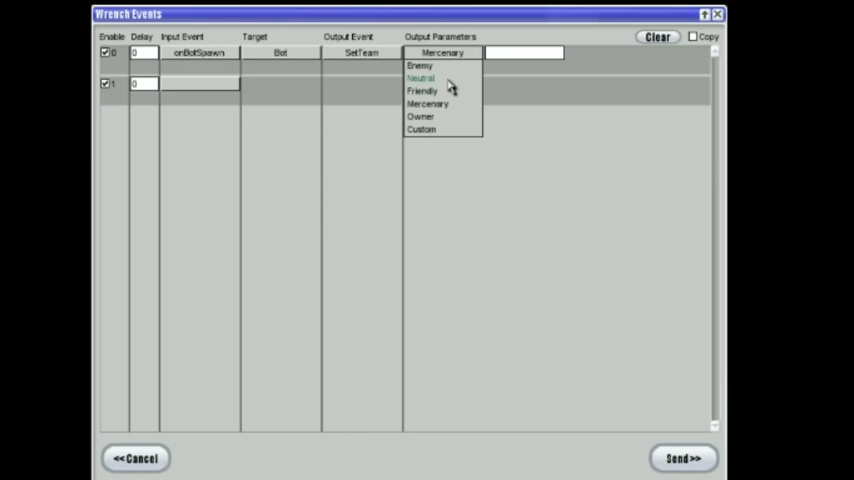 Wrench Events
Enable Delay Input Event Target Output Event Output Parameters Clear Copy
0 0 onBotSpawn Bot SetTeam Mercenary
Enemy
Neutral
1 0
Friendly
Mercenary
Owner
Custom
<<Cancel Send>>